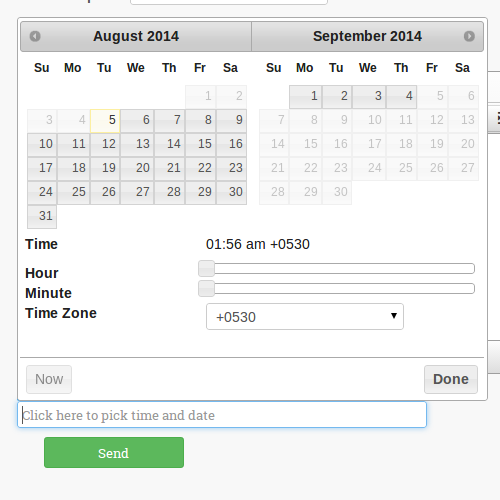 August 2014 September 2014
Su Mo Tu We Th Fr Sa Su Mo Tu We Th Fr Sa
1 2 1 2 3 4 5 6
3 4 5 6 7 8 9 7 8 9 10 11 12 13
10 11 12 13 14 15 16 14 15 16 17 18 19 20
17 18 19 20 21 22 23 21 22 23 24 25 26 27
24 25 26 27 28 29 30 28 29 30
31
Time 01:56 am +0530
Hour
Minute
Time Zone +0530
Now Done
Click here to pick time and date
Send